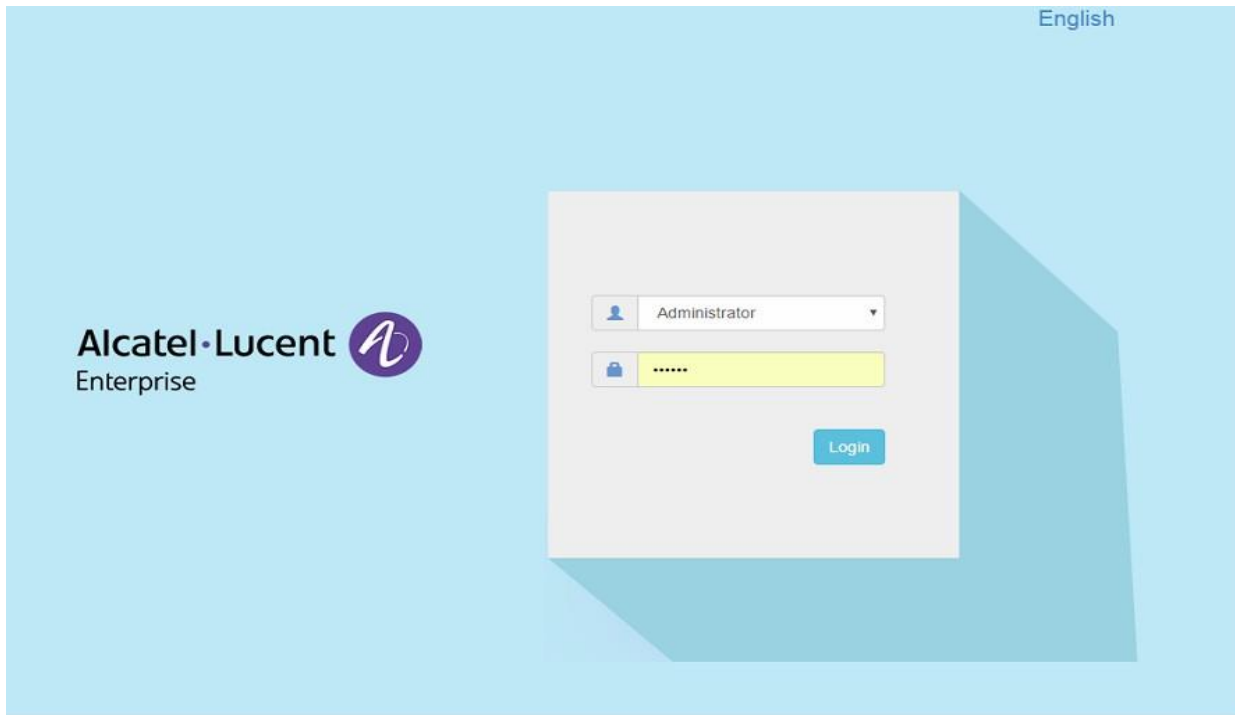 English
Administrator
••••••
Login
Alcatel·Lucent
Enterprise